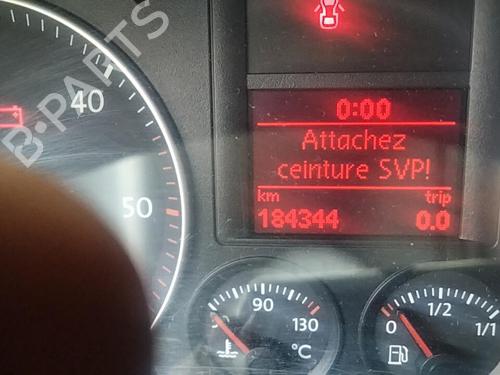 B-PARTS
40
50
0:00
Attachez
ceinture SVP!
km trip
184344 0.0
90
130
°C
0
1/2
1/1